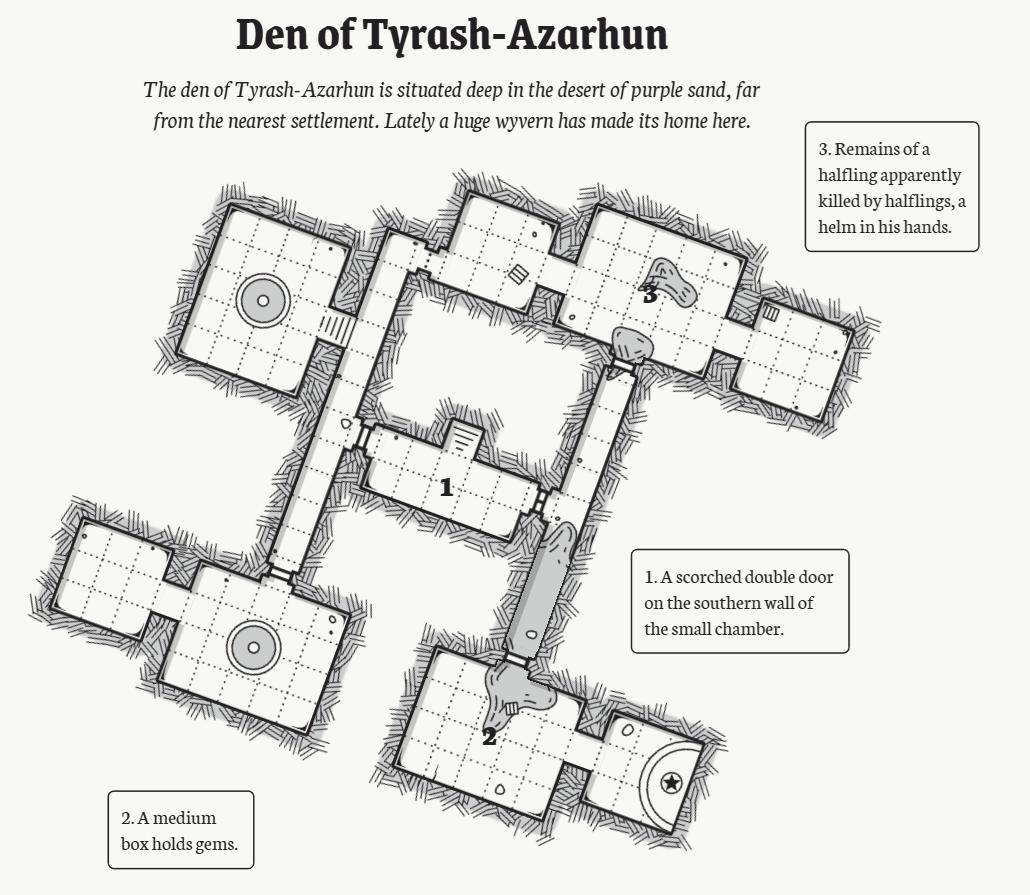 Den of Tyrash-Azarhun
The den of Tyrash-Azarhun is situated deep in the desert of purple sand, far
from the nearest settlement. Lately a huge wyvern has made its home here.
3. Remains of a
halfling apparently
killed by halflings, a
helm in his hands.
3
1
1. A scorched double door
on the southern wall of
the small chamber.
2
2. A medium
box holds gems.